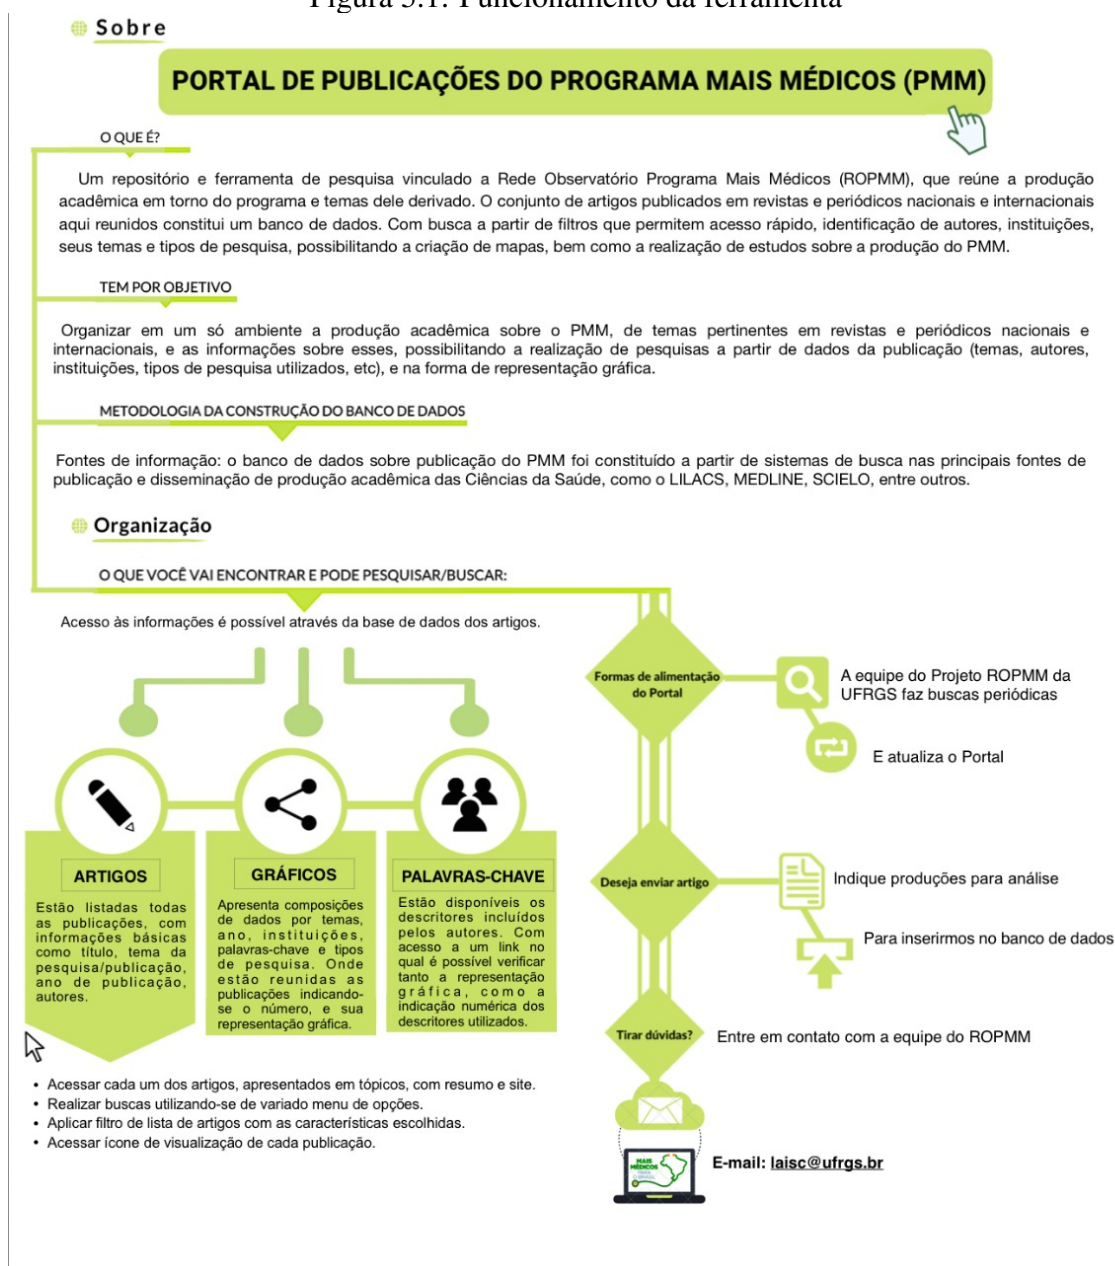 Figura 5.1: Funcionamento da ferramenta
Sobre
PORTAL DE PUBLICAÇÕES DO PROGRAMA MAIS MÉDICOS (PMM)
O QUE É?
Um repositório e ferramenta de pesquisa vinculado a Rede Observatório Programa Mais Médicos (ROPMM), que reúne a produção
acadêmica em torno do programa e temas dele derivado. O conjunto de artigos publicados em revistas e periódicos nacionais e internacionais
aqui reunidos constitui um banco de dados. Com busca a partir de filtros que permitem acesso rápido, identificação de autores, instituições,
seus temas e tipos de pesquisa, possibilitando a criação de mapas, bem como a realização de estudos sobre a produção do PMM.
TEM POR OBJETIVO
Organizar em um só ambiente a produção acadêmica sobre o PMM, de temas pertinentes em revistas e periódicos nacionais e
internacionais, e as informações sobre esses, possibilitando a realização de pesquisas a partir de dados da publicação (temas, autores,
instituições, tipos de pesquisa utilizados, etc), e na forma de representação gráfica.
METODOLOGIA DA CONSTRUÇÃO DO BANCO DE DADOS
Fontes de informação: o banco de dados sobre publicação do PMM foi constituído a partir de sistemas de busca nas principais fontes de
publicação e disseminação de produção acadêmica das Ciências da Saúde, como o LILACS, MEDLINE, SCIELO, entre outros.
Organização
O QUE VOCÊ VAI ENCONTRAR E PODE PESQUISAR/BUSCAR:
Acesso às informações é possível através da base de dados dos artigos.
ARTIGOS
Estão listadas todas
as publicações, com
informações básicas
como título, tema da
pesquisa/publicação,
ano de publicação,
autores.
GRÁFICOS
Apresenta composições
de dados por temas,
ano, instituições,
palavras-chave e tipos
de pesquisa. Onde
estão reunidas as
publicações indicando-
se o número, e sua
representação gráfica.
PALAVRAS-CHAVE
Estão disponíveis os
descritores incluídos
pelos autores. Com
acesso a um link no
qual é possível verificar
tanto a representação
gráfica, como a
indicação numérica dos
descritores utilizados.
• Acessar cada um dos artigos, apresentados em tópicos, com resumo e site.
• Realizar buscas utilizando-se de variado menu de opções.
• Aplicar filtro de lista de artigos com as características escolhidas.
• Acessar ícone de visualização de cada publicação.
Formas de alimentação
do Portal
A equipe do Projeto ROPMM da
UFRGS faz buscas periódicas
E atualiza o Portal
Deseja enviar artigo
Indique produções para análise
Para inserirmos no banco de dados
Tirar dúvidas?
Entre em contato com a equipe do ROPMM
MAIS
MÉDICOS
PARA
O BRASIL
E-mail: laisc@ufrgs.br